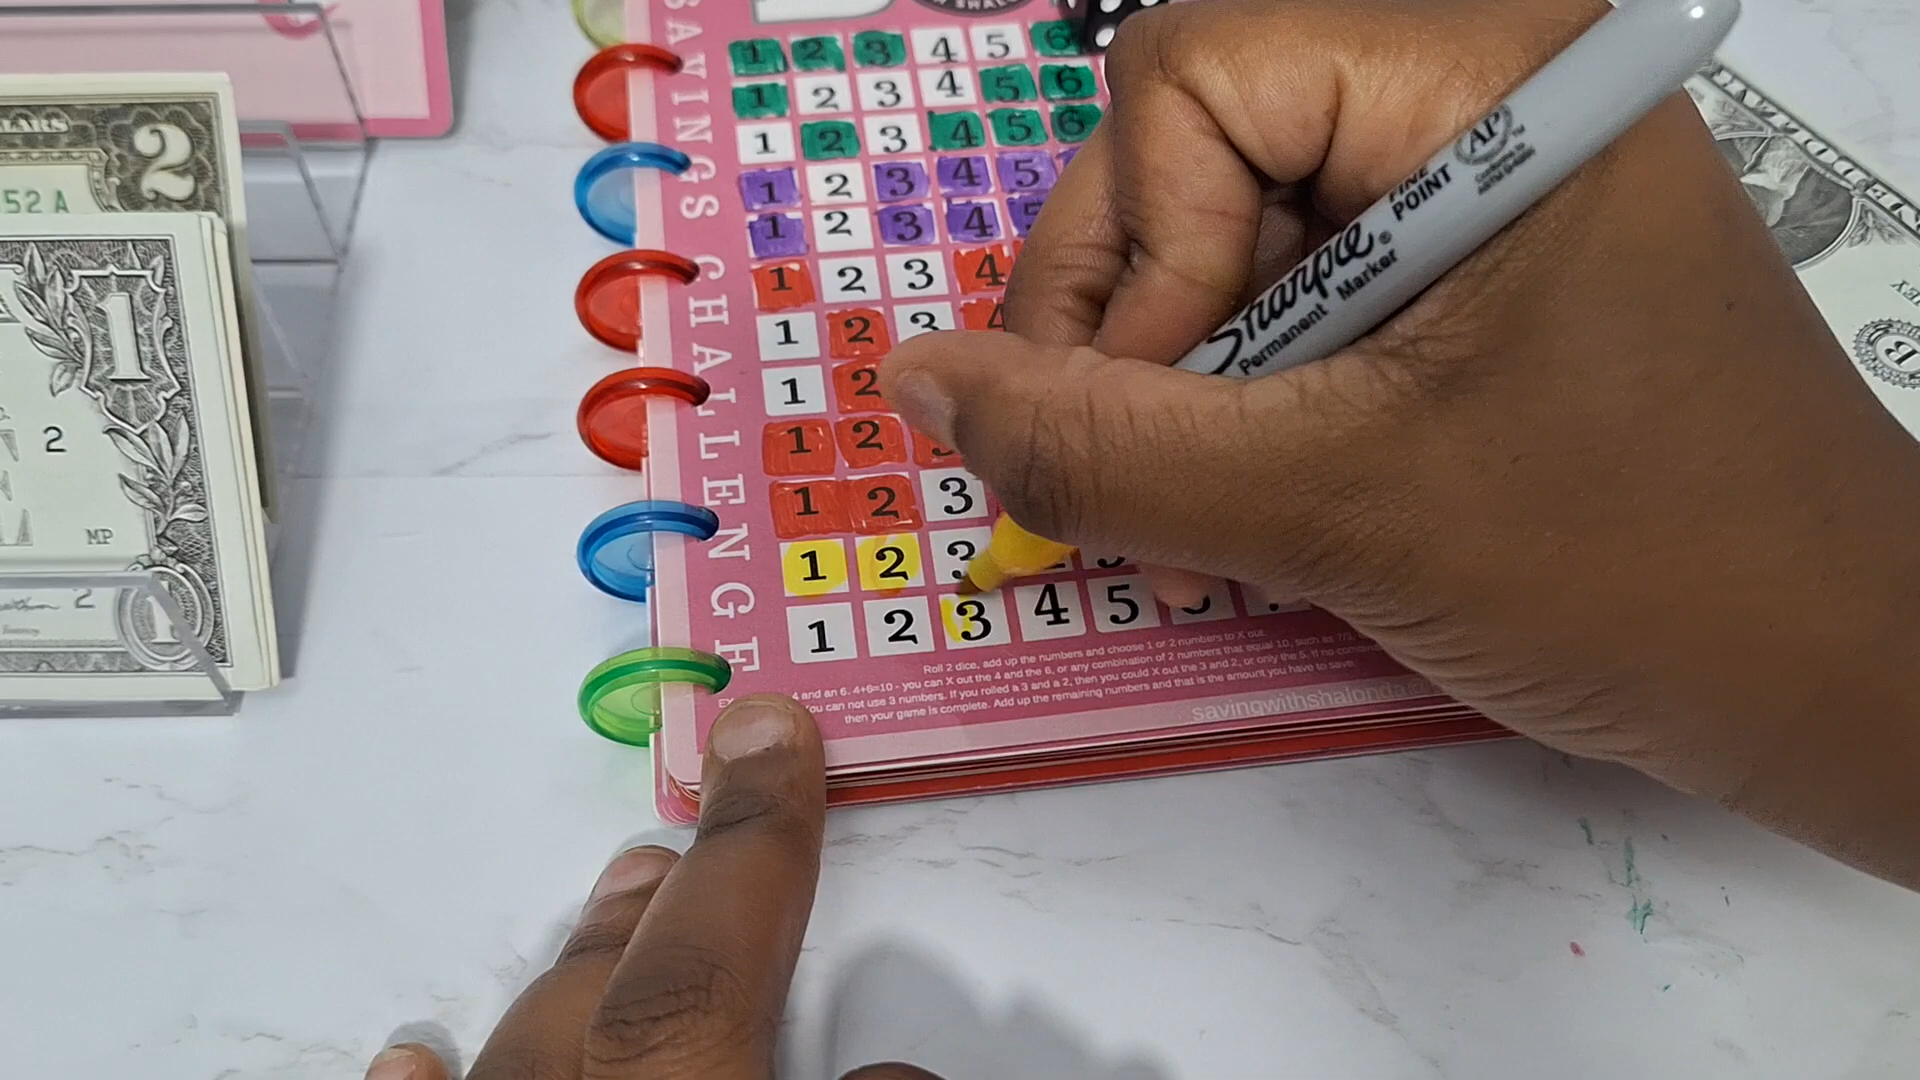 SAVINGS CHALLENGE
1 2 3 4 5 6
1 2 3 4 5 6
1 2 3 4 5 6
1 2 3 4 5
1 2 3 4 5
1 2 3 4
1 2 3 4
1 2
1 2 3
1 2 3
1 2 3
1 2 3 4 5
Roll 2 dice, add up the numbers and choose 1 or 2 numbers to X out.
4 and an 6. 4+6=10 - you can X out the 4 and the 6, or any combination of 2 numbers that equal 10, such as 7/3,
You can not use 3 numbers. If you rolled a 3 and a 2, then you could X out the 3 and 2, or only the 5. If no
then your game is complete. Add up the remaining numbers and that is the amount you have to save.
savingwithshalonda
Sharpie®
Permanent Marker
FINE
POINT
AP
2
52 A
1
2
MP
2
1
B